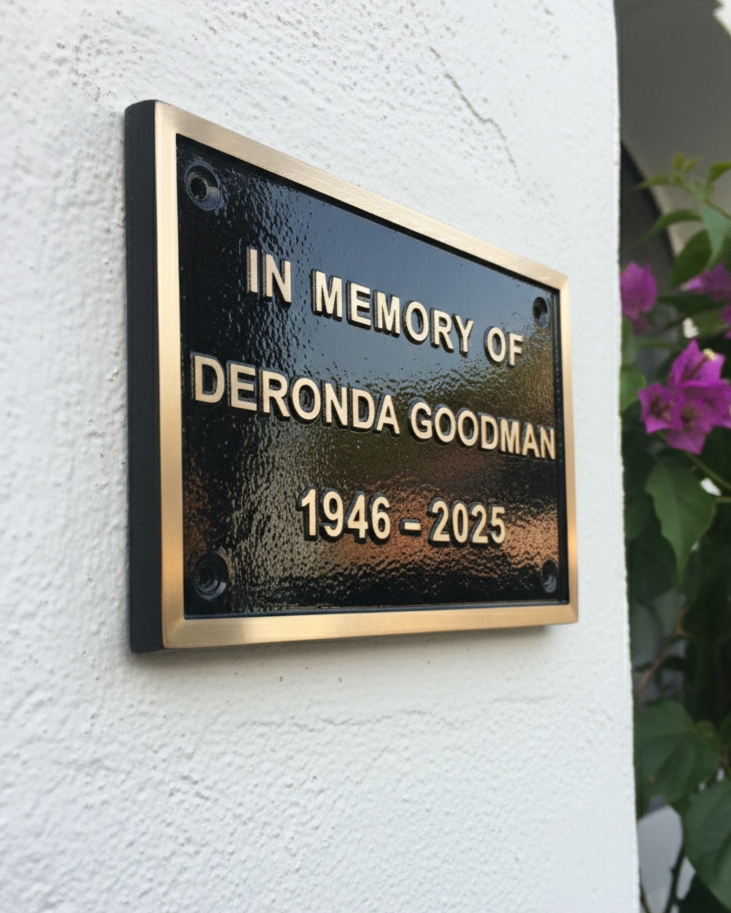 IN MEMORY OF
DERONDA GOODMAN
1946 – 2025